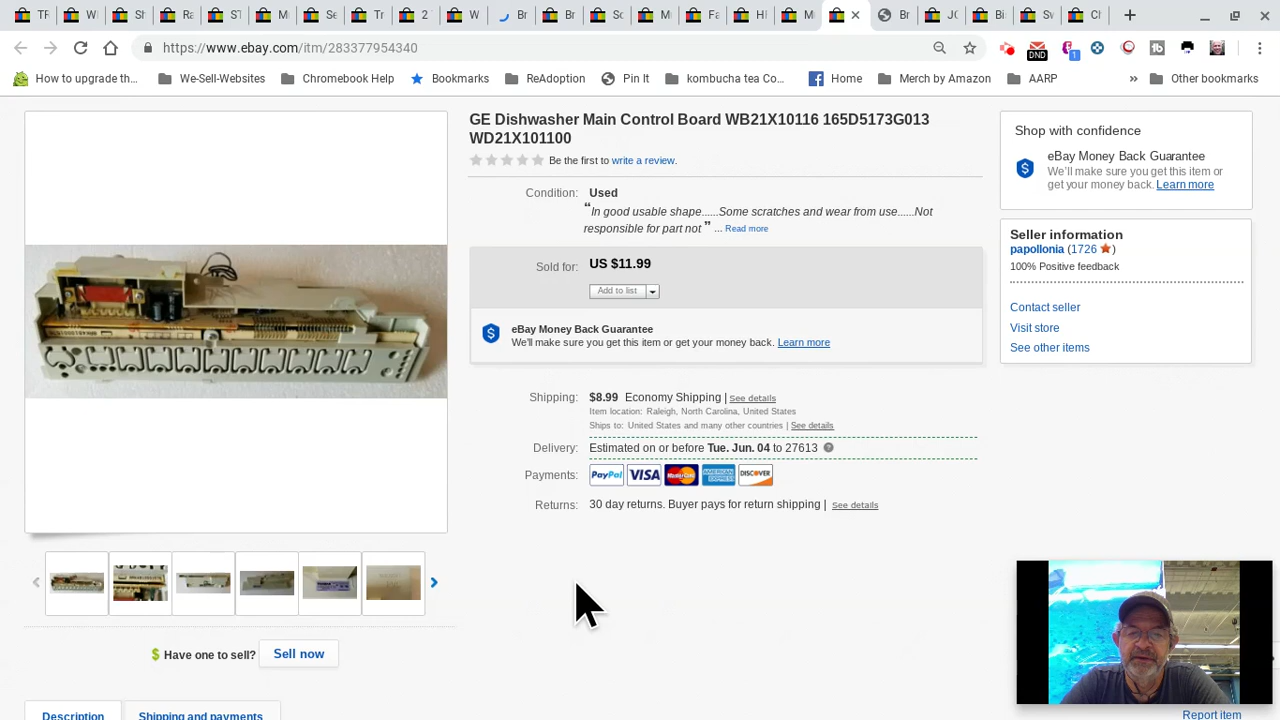 https://www.ebay.com/itm/283377954340
DND
1
How to upgrade th...
We-Sell-Websites
Chromebook Help
Bookmarks
ReAdoption
Pin It
kombucha tea Co...
Home
Merch by Amazon
AARP
»
Other bookmarks
GE Dishwasher Main Control Board WB21X10116 165D5173G013
WD21X101100
Be the first to write a review.
Condition: Used
“In good usable shape......Some scratches and wear from use......Not
responsible for part not ” ... Read more
Sold for: US $11.99
Add to list
eBay Money Back Guarantee
We'll make sure you get this item or get your money back. Learn more
Shipping: $8.99 Economy Shipping | See details
Item location: Raleigh, North Carolina, United States
Ships to: United States and many other countries | See details
Delivery: Estimated on or before Tue. Jun. 04 to 27613
Payments: PayPal VISA MasterCard AMERICAN EXPRESS DISCOVER
Returns: 30 day returns. Buyer pays for return shipping | See details
Shop with confidence
eBay Money Back Guarantee
We'll make sure you get this item or
get your money back. Learn more
Seller information
papollonia (1726)
100% Positive feedback
Contact seller
Visit store
See other items
Have one to sell? Sell now
Description
Shipping and payments
Report item